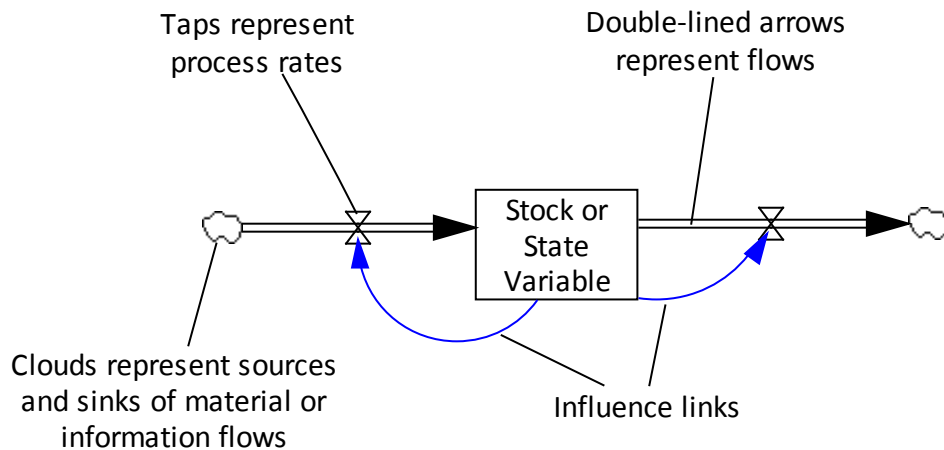 Taps represent
process rates
Double-lined arrows
represent flows
Stock or
State
Variable
Clouds represent sources
and sinks of material or
information flows
Influence links